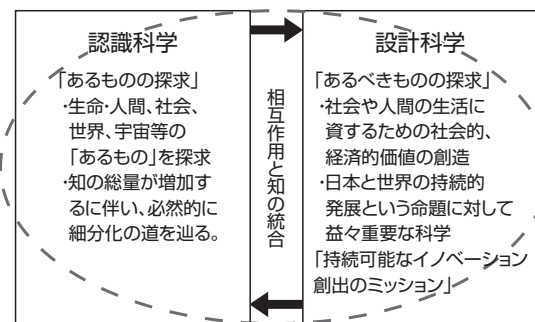 認識科学
「あるものの探求」
・生命・人間、社会、
世界、宇宙等の
「あるもの」を探求
・知の総量が増加す
るに伴い、必然的に
細分化の道を辿る。
相互作用と知の統合
設計科学
「あるべきものの探求」
・社会や人間の生活に
資するための社会的、
経済的価値の創造
・日本と世界の持続的
発展という命題に対して
益々重要な科学
「持続可能なイノベーション
創出のミッション」